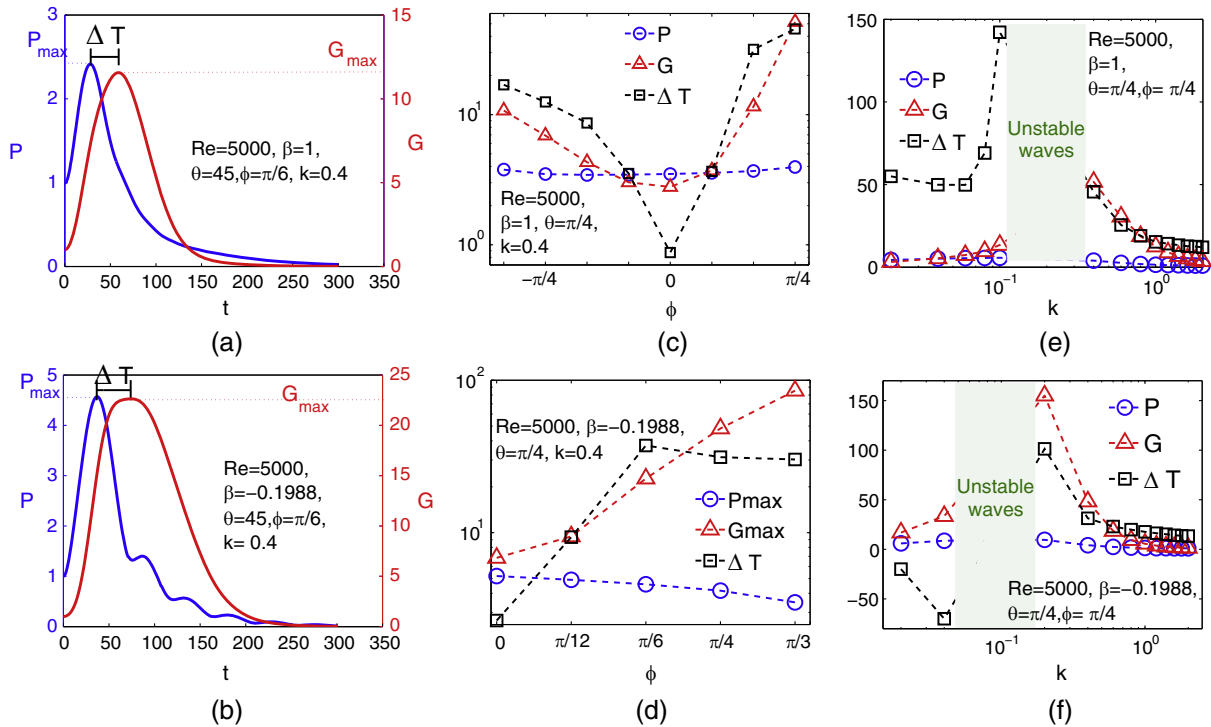 P_max
Δ T
G_max
3
2
1
0
P
15
10
5
0
G
Re=5000, β=1,
θ=45,ϕ=π/6, k=0.4
0 50 100 150 200 250 300 350
t
(a)
10^1
10^0
P
G
Δ T
Re=5000,
β=1, θ=π/4,
k=0.4
−π/4 0 π/4
ϕ
(c)
150
100
50
0
P
G
Δ T
Unstable
waves
Re=5000,
β=1,
θ=π/4,ϕ= π/4
10^−1 10^0
k
(e)
P_max
Δ T
G_max
5
4
3
2
1
0
P
25
20
15
10
5
0
G
Re=5000,
β=−0.1988,
θ=45,ϕ=π/6,
k= 0.4
0 50 100 150 200 250 300 350
t
(b)
10^2
10^1
Re=5000, β=−0.1988,
θ=π/4, k=0.4
Pmax
Gmax
Δ T
0 π/12 π/6 π/4 π/3
ϕ
(d)
150
100
50
0
−50
Unstable
waves
P
G
Δ T
Re=5000, β=−0.1988,
θ=π/4,ϕ= π/4
10^−1 10^0
k
(f)